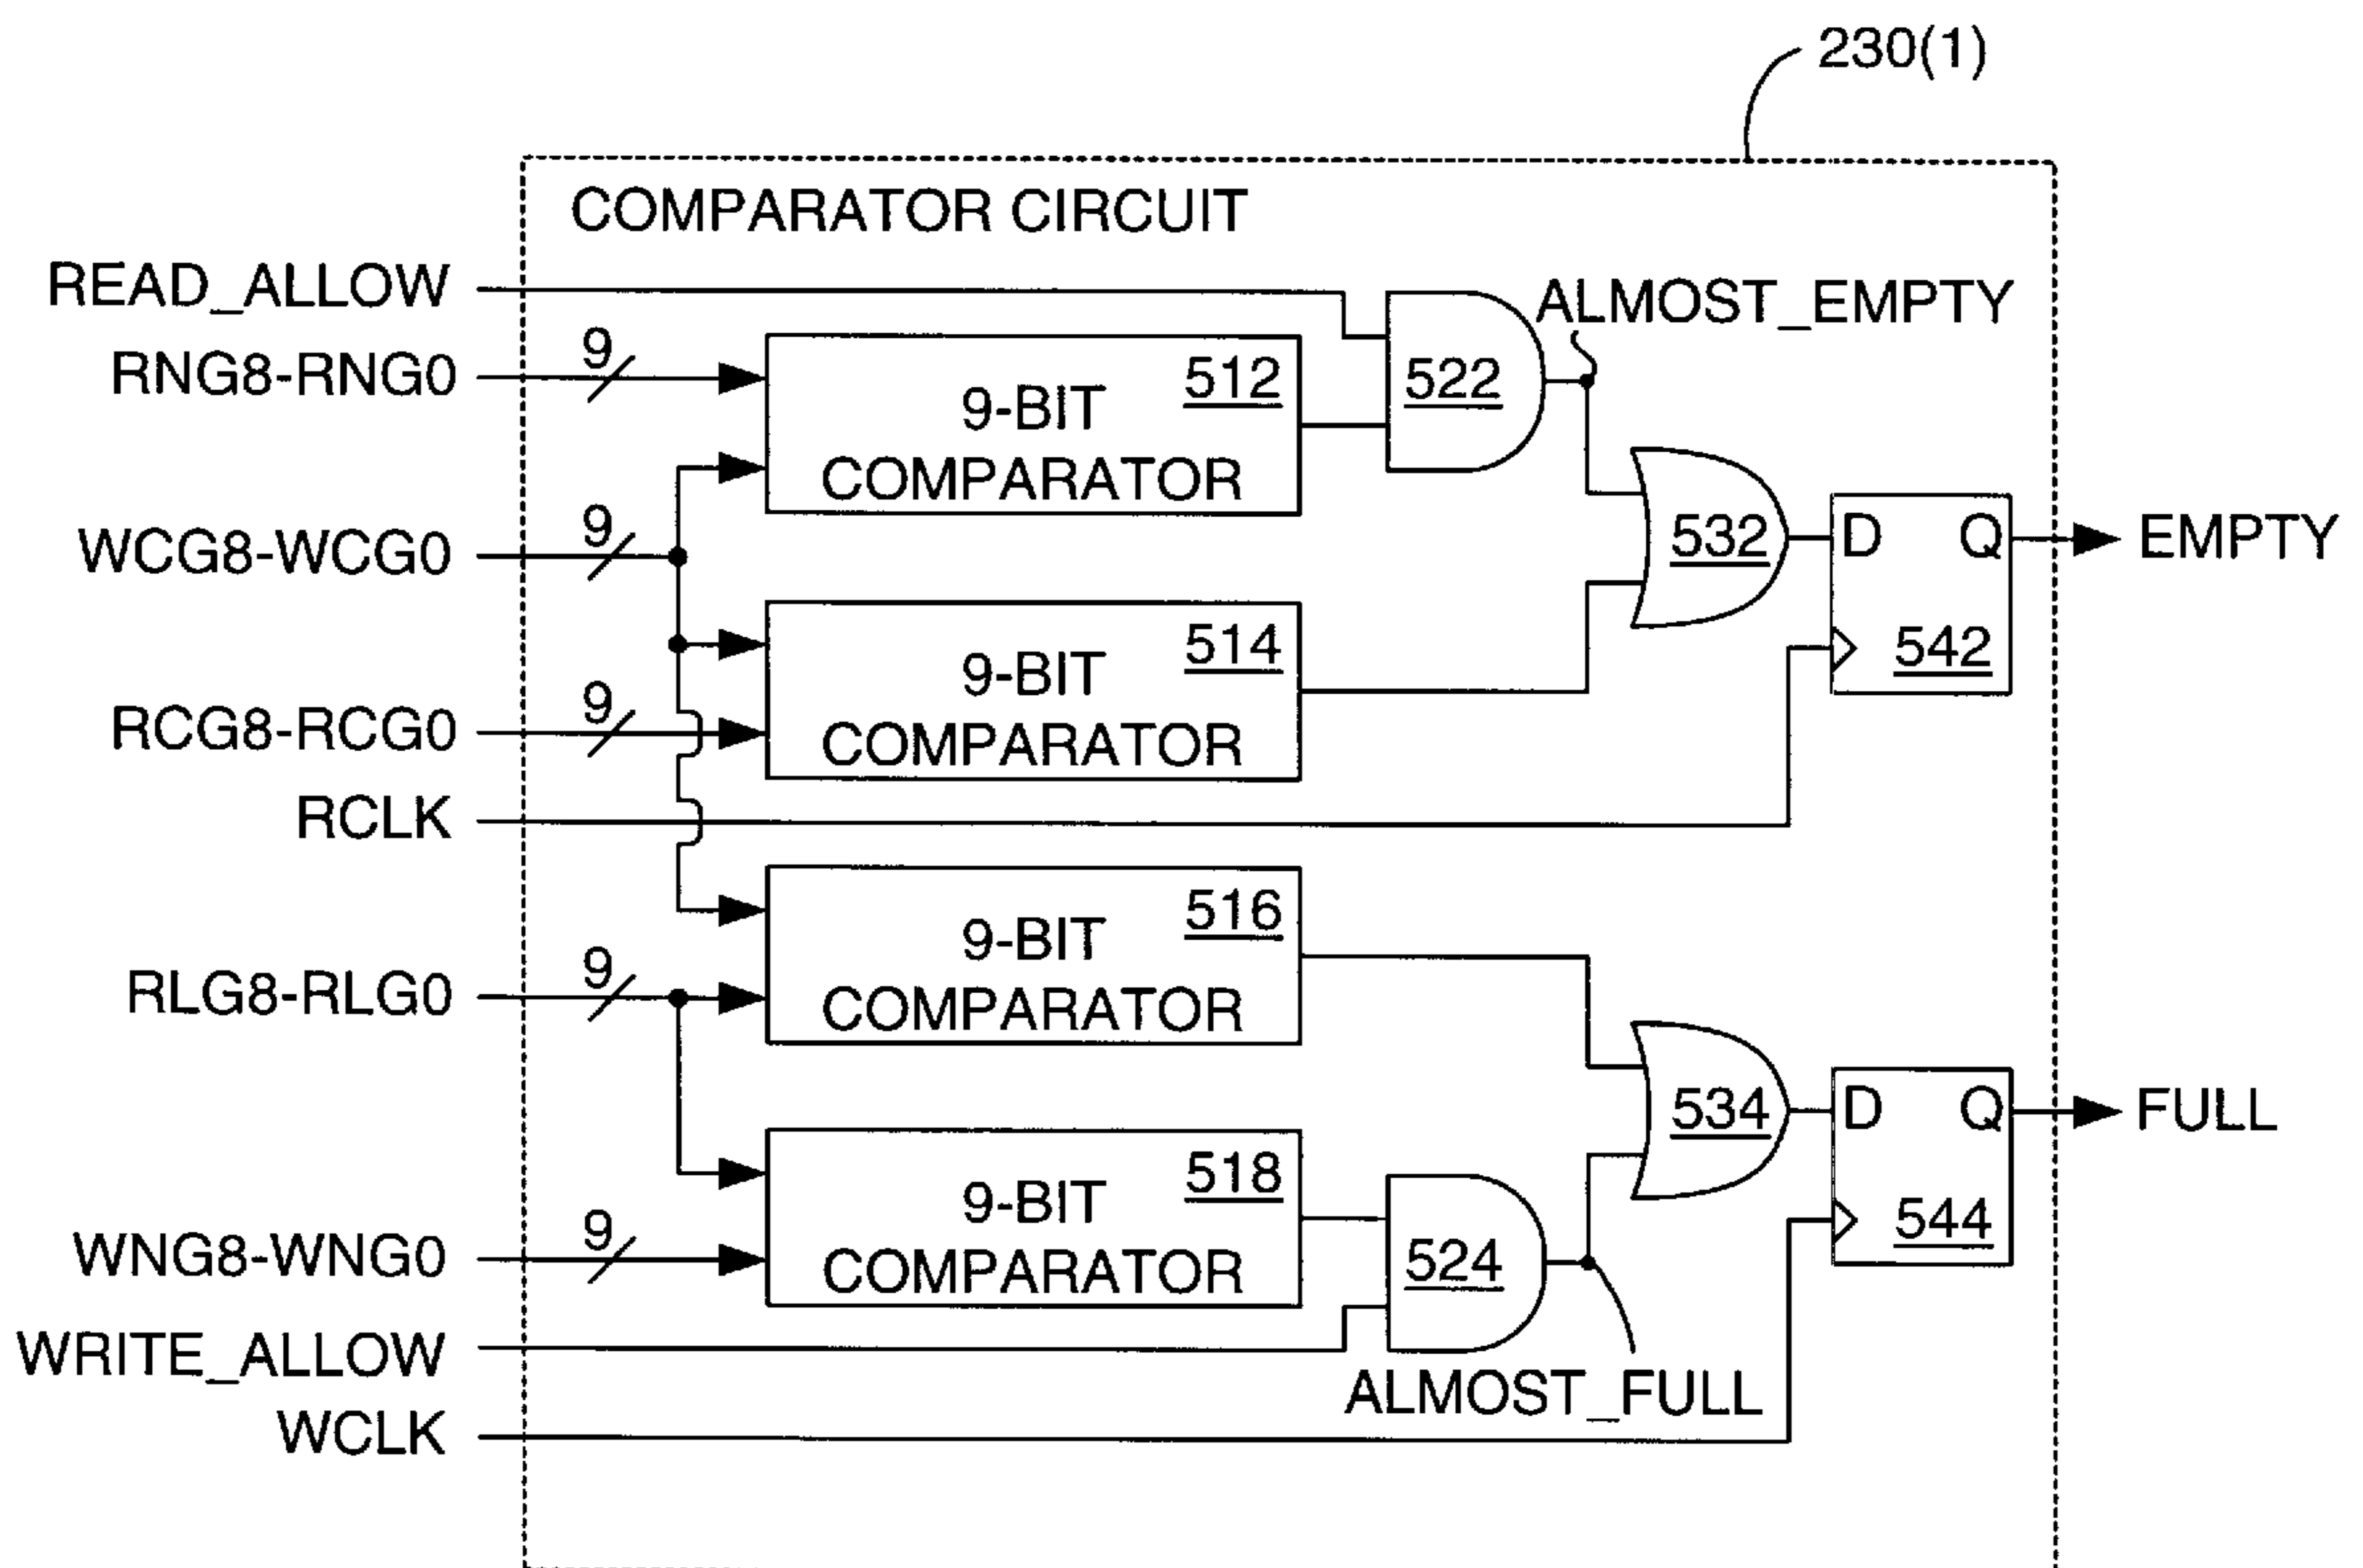 230(1)
COMPARATOR CIRCUIT
READ_ALLOW
ALMOST_EMPTY
RNG8-RNG0
9
512
9-BIT
COMPARATOR
522
WCG8-WCG0
9
532
D
Q
EMPTY
542
514
9-BIT
COMPARATOR
RCG8-RCG0
9
RCLK
516
9-BIT
COMPARATOR
RLG8-RLG0
9
534
D
Q
FULL
544
518
9-BIT
COMPARATOR
WNG8-WNG0
9
524
WRITE_ALLOW
ALMOST_FULL
WCLK